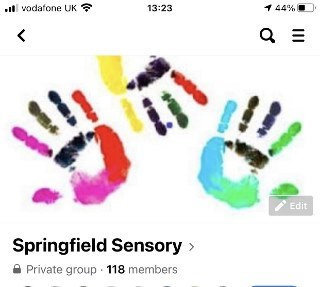 vodafone UK 13:23 44%
Edit
Springfield Sensory
Private group · 118 members